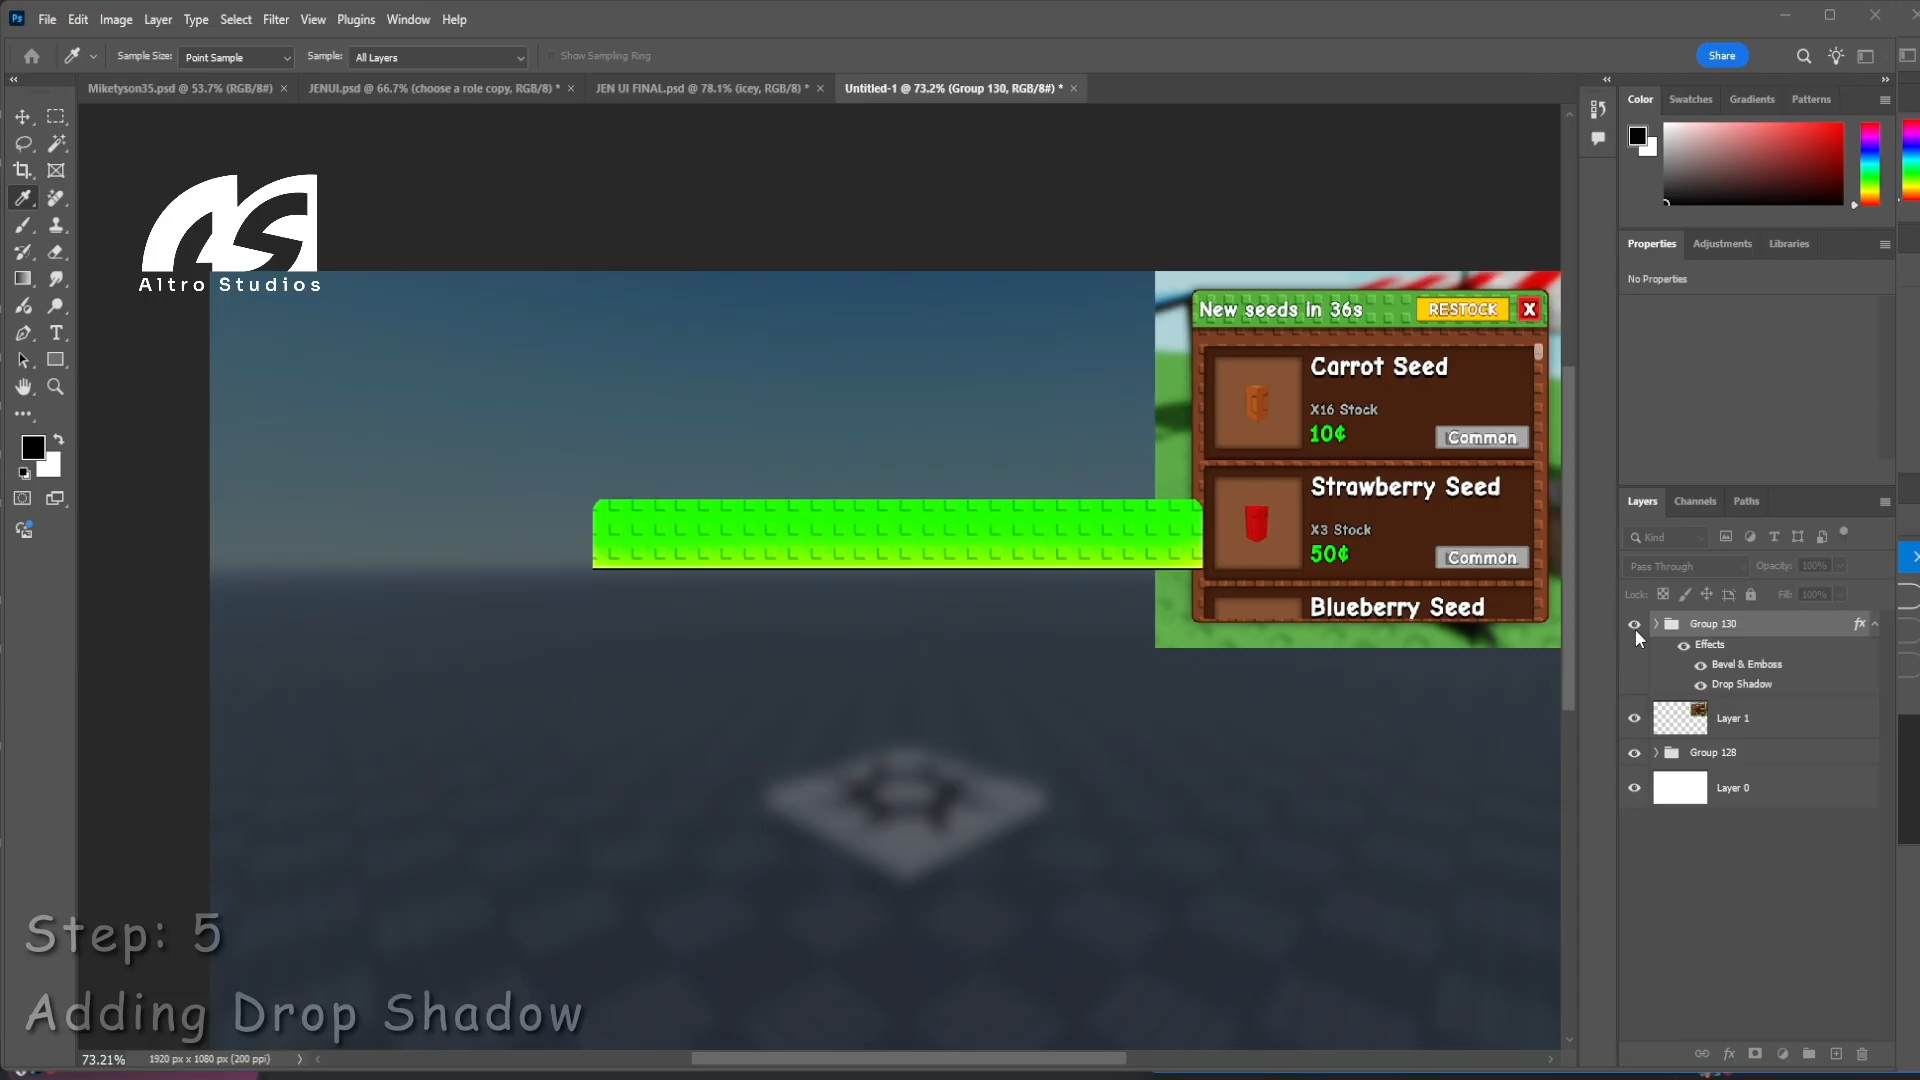 Ps File Edit Image Layer Type Select Filter View Plugins Window Help
Sample Size: Point Sample Sample: All Layers Show Sampling Ring Share
Miketyson35.psd @ 53.7% (RGB/8#) × JENUI.psd @ 66.7% (choose a role copy, RGB/8) * × JEN UI FINAL.psd @ 78.1% (icey, RGB/8) * × Untitled-1 @ 73.2% (Group 130, RGB/8#) * ×
Color Swatches Gradients Patterns
Altro Studios
Properties Adjustments Libraries
No Properties
New seeds in 36s RESTOCK X
Carrot Seed
X16 Stock
10¢ Common
Strawberry Seed
X3 Stock
50¢ Common
Blueberry Seed
Layers Channels Paths
Kind
Pass Through Opacity: 100%
Lock: Fill: 100%
Group 130 fx
Effects
Bevel & Emboss
Drop Shadow
Layer 1
Group 128
Layer 0
Step: 5
Adding Drop Shadow
73.21% 1920 px x 1080 px (200 ppi)
fx